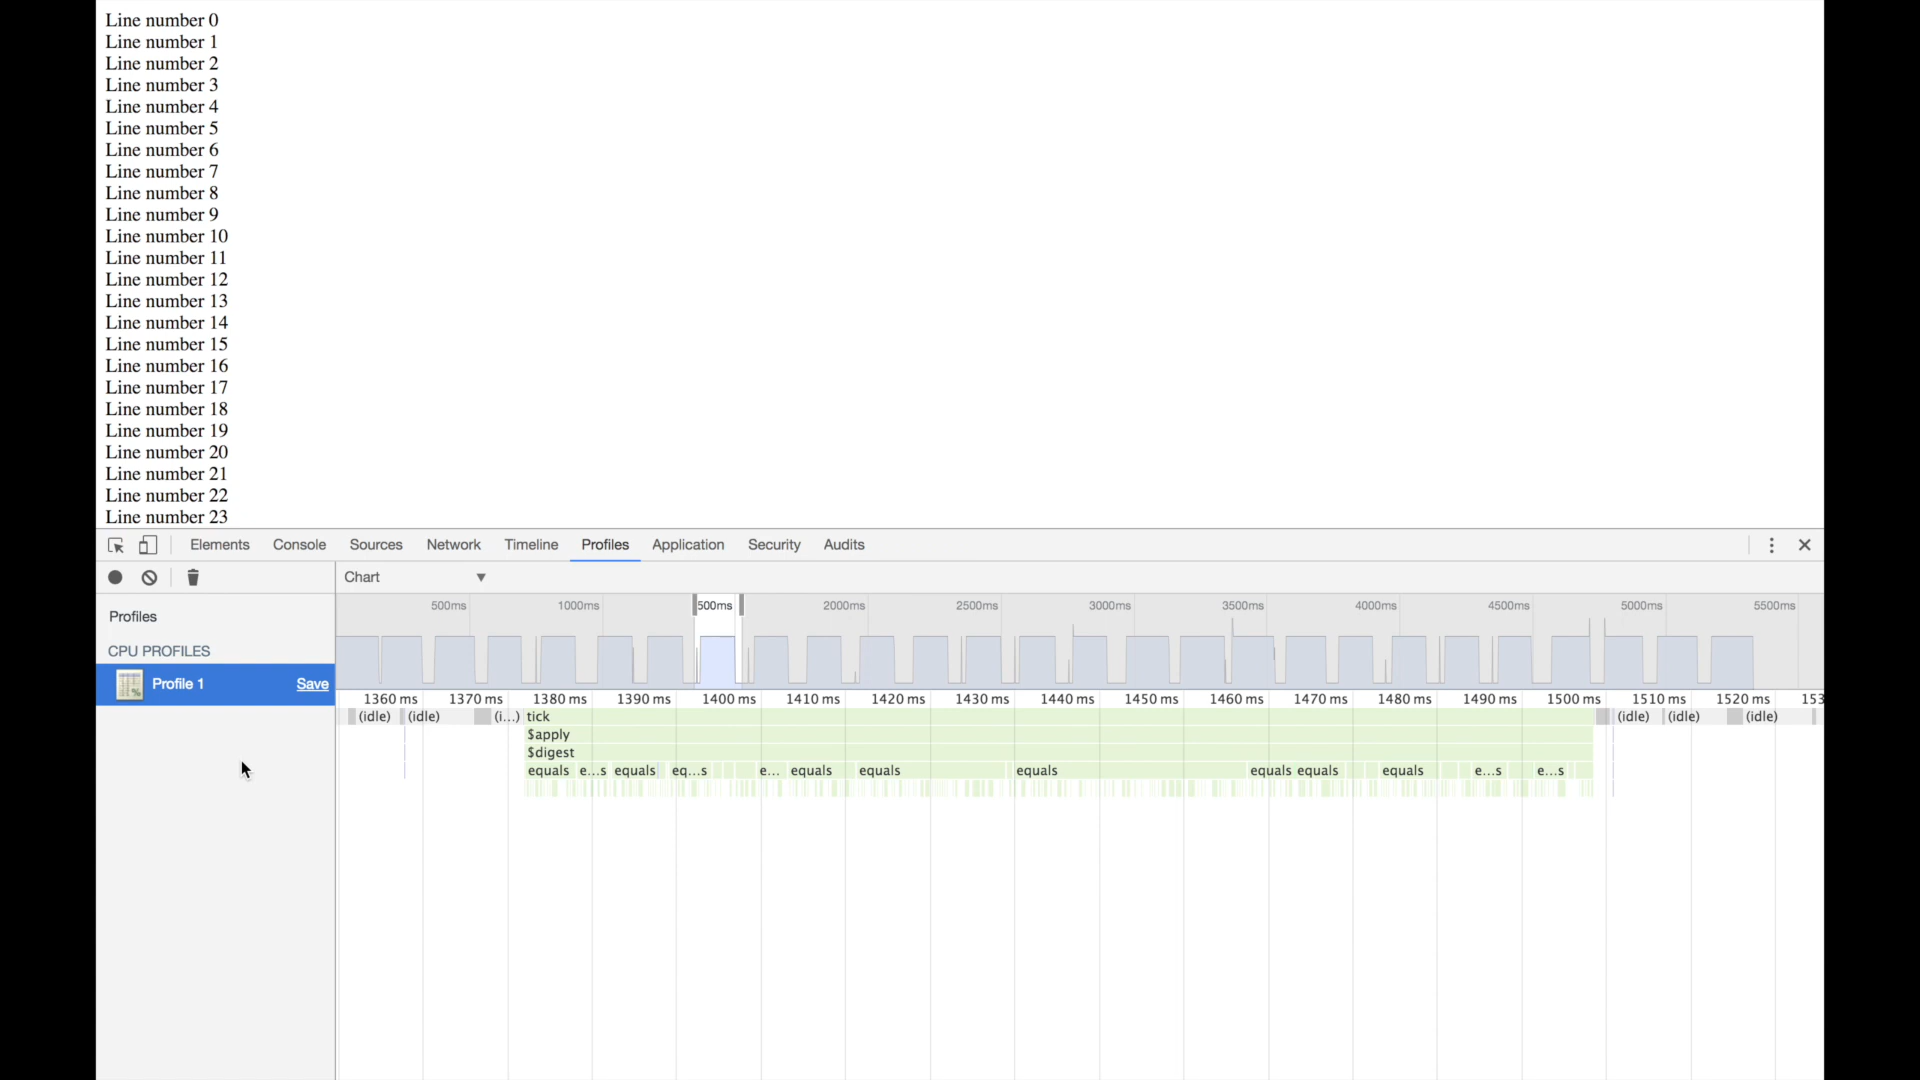 Line number 0
Line number 1
Line number 2
Line number 3
Line number 4
Line number 5
Line number 6
Line number 7
Line number 8
Line number 9
Line number 10
Line number 11
Line number 12
Line number 13
Line number 14
Line number 15
Line number 16
Line number 17
Line number 18
Line number 19
Line number 20
Line number 21
Line number 22
Line number 23
Elements Console Sources Network Timeline Profiles Application Security Audits
Chart
Profiles
CPU PROFILES
Profile 1 Save
500ms 1000ms 500ms 2000ms 2500ms 3000ms 3500ms 4000ms 4500ms 5000ms 5500ms
1360 ms 1370 ms 1380 ms 1390 ms 1400 ms 1410 ms 1420 ms 1430 ms 1440 ms 1450 ms 1460 ms 1470 ms 1480 ms 1490 ms 1500 ms 1510 ms 1520 ms 153
(idle) (idle) (i...) tick (idle) (idle) (idle)
$apply
$digest
equals e...s equals eq...s e... equals equals equals equals equals equals e...s e...s